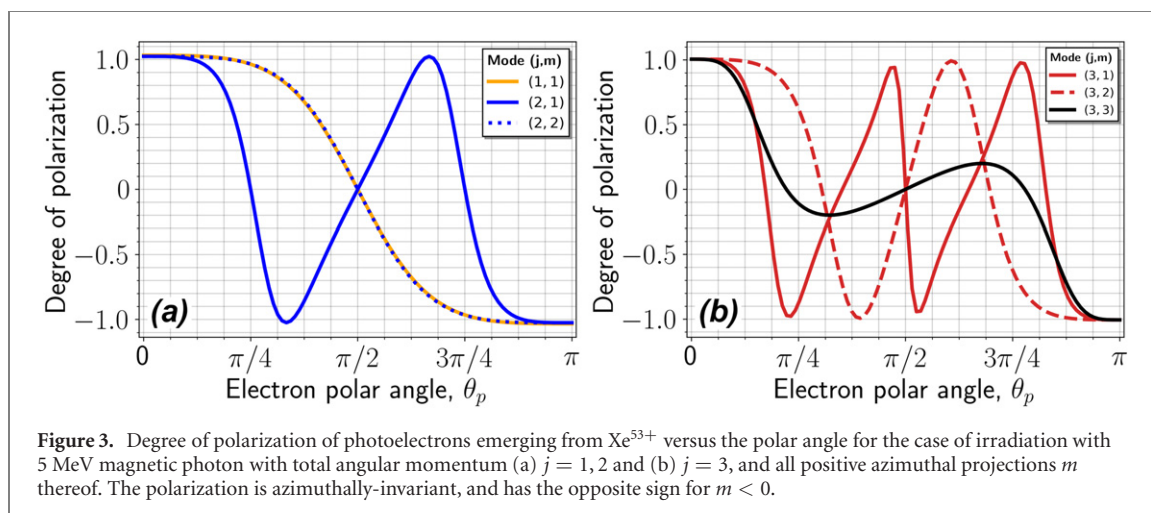 Degree of polarization
1.0
0.5
0
−0.5
−1.0
Mode (j,m)
(1, 1)
(2, 1)
(2, 2)
(a)
0
π/4
π/2
3π/4
π
Electron polar angle, θp
Degree of polarization
1.0
0.5
0
−0.5
−1.0
Mode (j,m)
(3, 1)
(3, 2)
(3, 3)
(b)
0
π/4
π/2
3π/4
π
Electron polar angle, θp
Figure 3. Degree of polarization of photoelectrons emerging from Xe53+ versus the polar angle for the case of irradiation with
5 MeV magnetic photon with total angular momentum (a) j = 1, 2 and (b) j = 3, and all positive azimuthal projections m
thereof. The polarization is azimuthally-invariant, and has the opposite sign for m < 0.